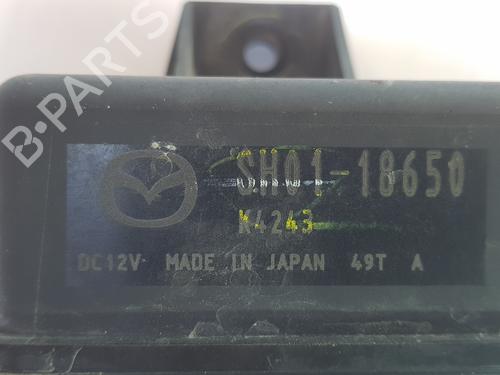 B-PARTS
SH01-18650
K4243
DC12V MADE IN JAPAN 49T A